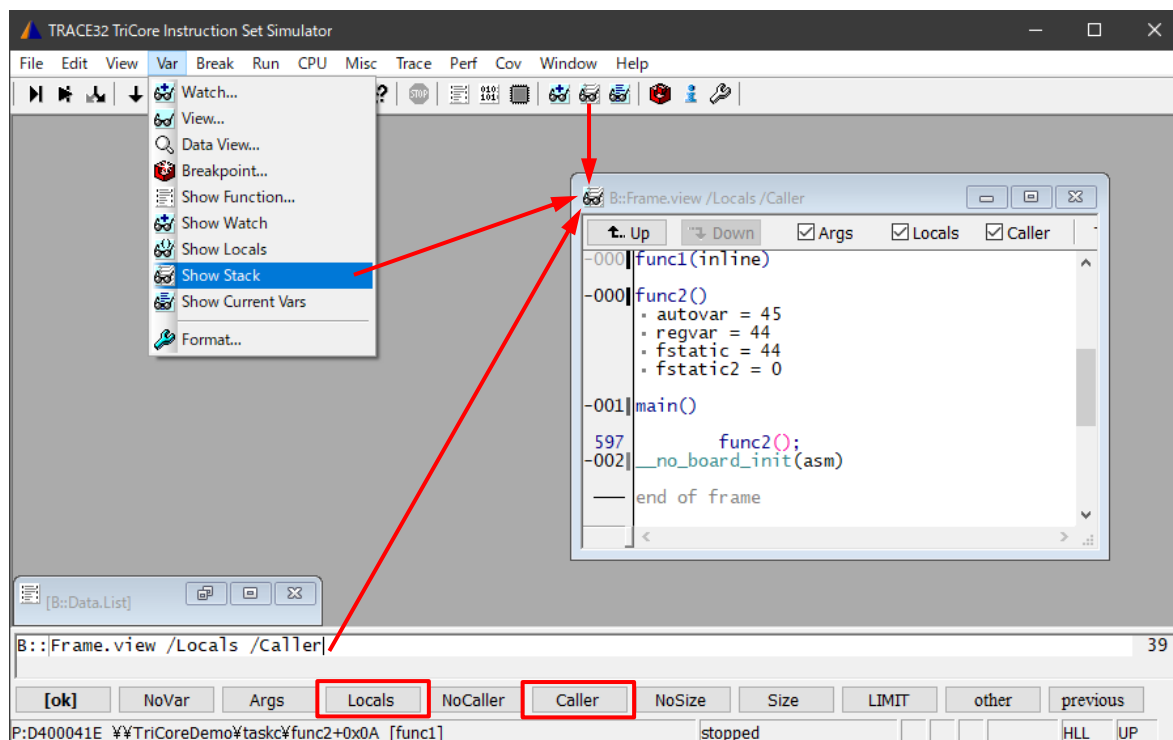 TRACE32 TriCore Instruction Set Simulator
File Edit View Var Break Run CPU Misc Trace Perf Cov Window Help
Watch...
View...
Data View...
Breakpoint...
Show Function...
Show Watch
Show Locals
Show Stack
Show Current Vars
Format...
STOP
010
101
B::Frame.view /Locals /Caller
Up Down Args Locals Caller
-000 func1(inline)
-000 func2()
autovar = 45
regvar = 44
fstatic = 44
fstatic2 = 0
-001 main()
597 func2();
-002 __no_board_init(asm)
end of frame
[B::Data.List]
B::Frame.view /Locals /Caller 39
[ok] NoVar Args Locals NoCaller Caller NoSize Size LIMIT other previous
P:D400041E ¥¥TriCoreDemo¥taskc¥func2+0x0A [func1] stopped HLL UP